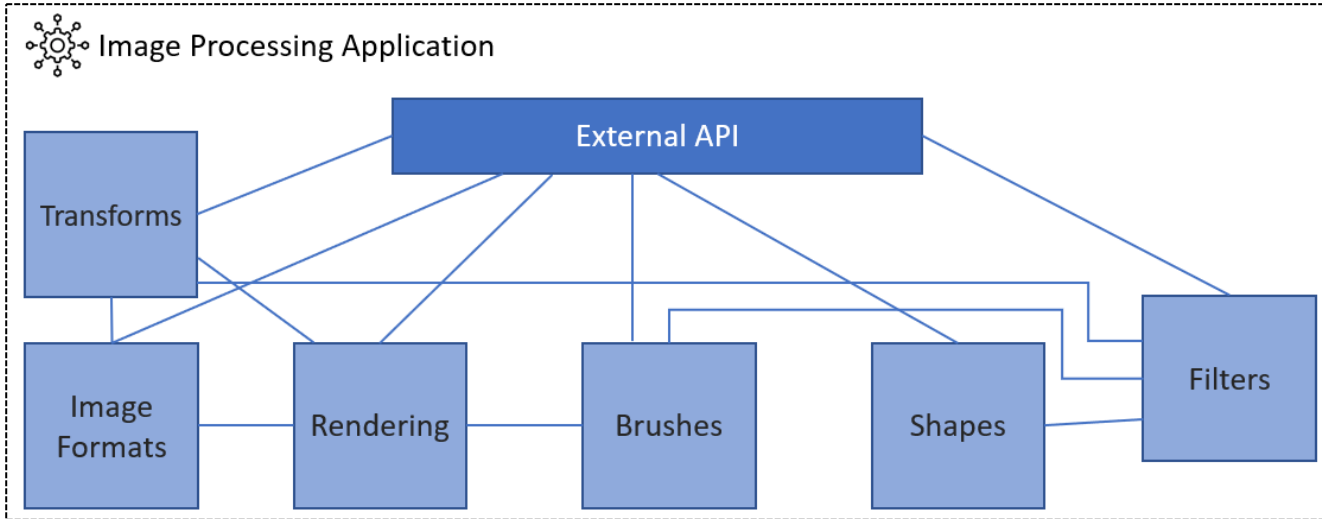 Image Processing Application
External API
Transforms
Image
Formats
Rendering
Brushes
Shapes
Filters